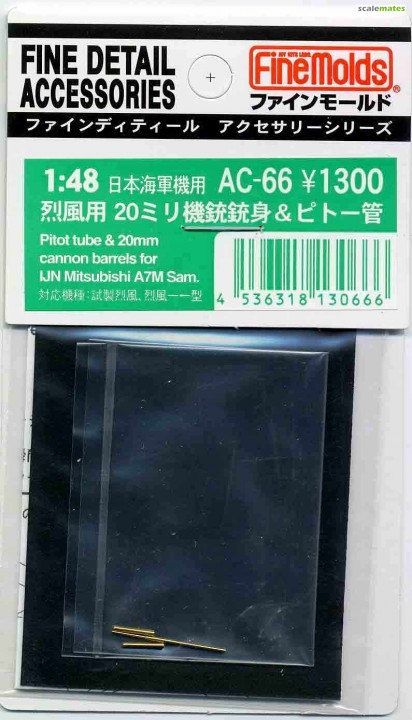 scalemates
FINE DETAIL
ACCESSORIES
FineMolds®
ファインモールド
ファインディティール アクセサリーシリーズ
1:48 日本海軍機用 AC-66 ¥1300
烈風用 20ミリ機銃銃身&ピトー管
Pitot tube & 20mm
cannon barrels for
IJN Mitsubishi A7M Sam.
対応機種:試製烈風、烈風一一型
4 536318 130666